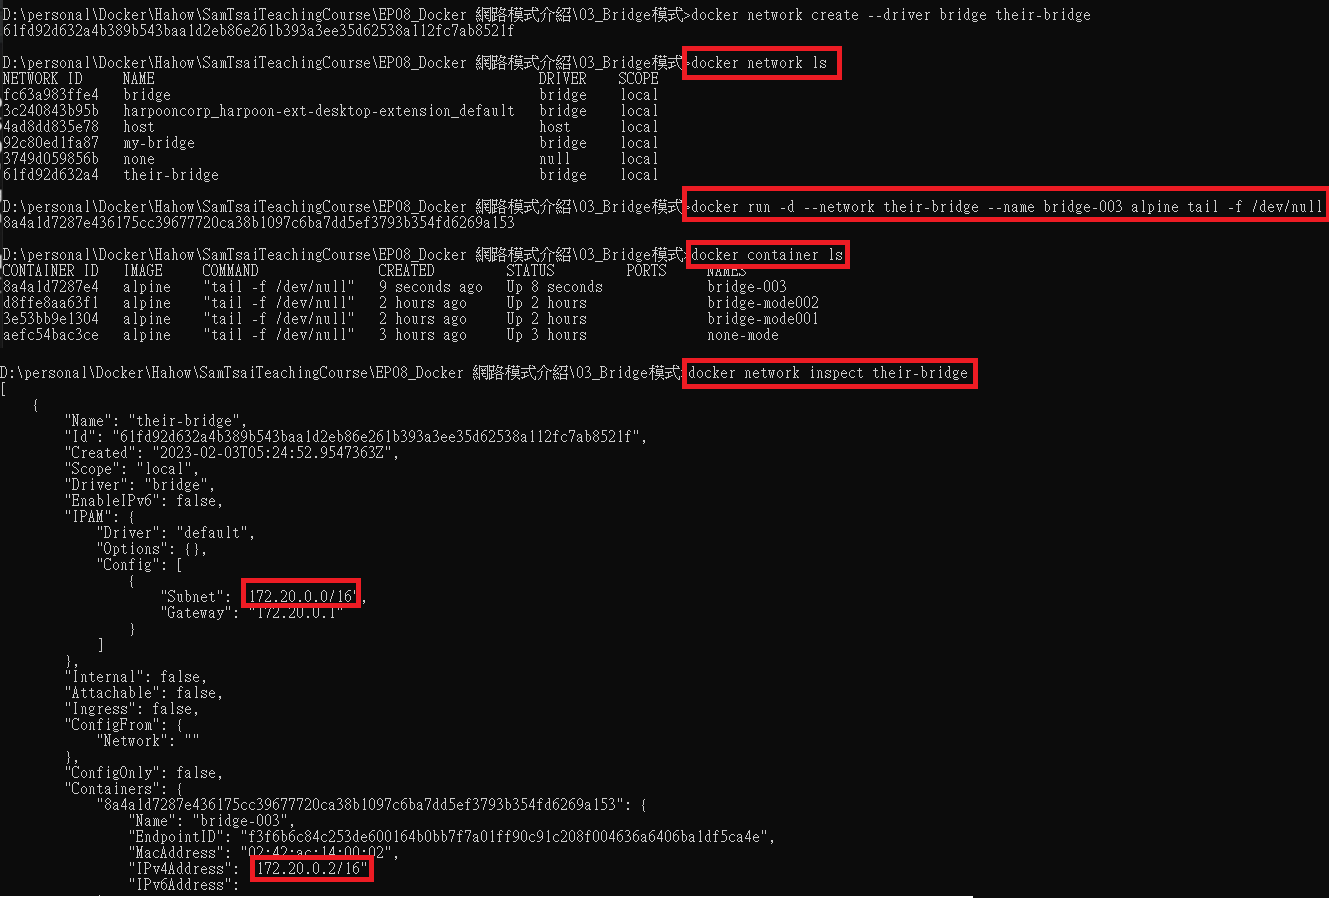 D:\personal\Docker\Hahow\SamTsaiTeachingCourse\EP08_Docker 網路模式介紹\03_Bridge模式>docker network create --driver bridge their-bridge
61fd92d632a4b389b543baa1d2eb86e261b393a3ee35d62538a112fc7ab8521f
D:\personal\Docker\Hahow\SamTsaiTeachingCourse\EP08_Docker 網路模式介紹\03_Bridge模式>docker network ls
NETWORK ID NAME DRIVER SCOPE
fc63a983ffe4 bridge bridge local
3c240843b95b harpooncorp_harpoon-ext-desktop-extension_default bridge local
4ad8dd835e78 host host local
92c80ed1fa87 my-bridge bridge local
3749d059856b none null local
61fd92d632a4 their-bridge bridge local
D:\personal\Docker\Hahow\SamTsaiTeachingCourse\EP08_Docker 網路模式介紹\03_Bridge模式>docker run -d --network their-bridge --name bridge-003 alpine tail -f /dev/null
8a4a1d7287e436175cc39677720ca38b1097c6ba7dd5ef3793b354fd6269a153
D:\personal\Docker\Hahow\SamTsaiTeachingCourse\EP08_Docker 網路模式介紹\03_Bridge模式>docker container ls
CONTAINER ID IMAGE COMMAND CREATED STATUS PORTS NAMES
8a4a1d7287e4 alpine "tail -f /dev/null" 9 seconds ago Up 8 seconds bridge-003
d8ffe8aa63f1 alpine "tail -f /dev/null" 2 hours ago Up 2 hours bridge-mode002
3e53bb9e1304 alpine "tail -f /dev/null" 2 hours ago Up 2 hours bridge-mode001
aefc54bac3ce alpine "tail -f /dev/null" 3 hours ago Up 3 hours none-mode
D:\personal\Docker\Hahow\SamTsaiTeachingCourse\EP08_Docker 網路模式介紹\03_Bridge模式>docker network inspect their-bridge
[
{
"Name": "their-bridge",
"Id": "61fd92d632a4b389b543baa1d2eb86e261b393a3ee35d62538a112fc7ab8521f",
"Created": "2023-02-03T05:24:52.9547363Z",
"Scope": "local",
"Driver": "bridge",
"EnableIPv6": false,
"IPAM": {
"Driver": "default",
"Options": {},
"Config": [
{
"Subnet": "172.20.0.0/16",
"Gateway": "172.20.0.1"
}
]
},
"Internal": false,
"Attachable": false,
"Ingress": false,
"ConfigFrom": {
"Network": ""
},
"ConfigOnly": false,
"Containers": {
"8a4a1d7287e436175cc39677720ca38b1097c6ba7dd5ef3793b354fd6269a153": {
"Name": "bridge-003",
"EndpointID": "f3f6b6c84c253de600164b0bb7f7a01ff90c91c208f004636a6406ba1df5ca4e",
"MacAddress": "02:42:ac:14:00:02",
"IPv4Address": "172.20.0.2/16"
"IPv6Address":